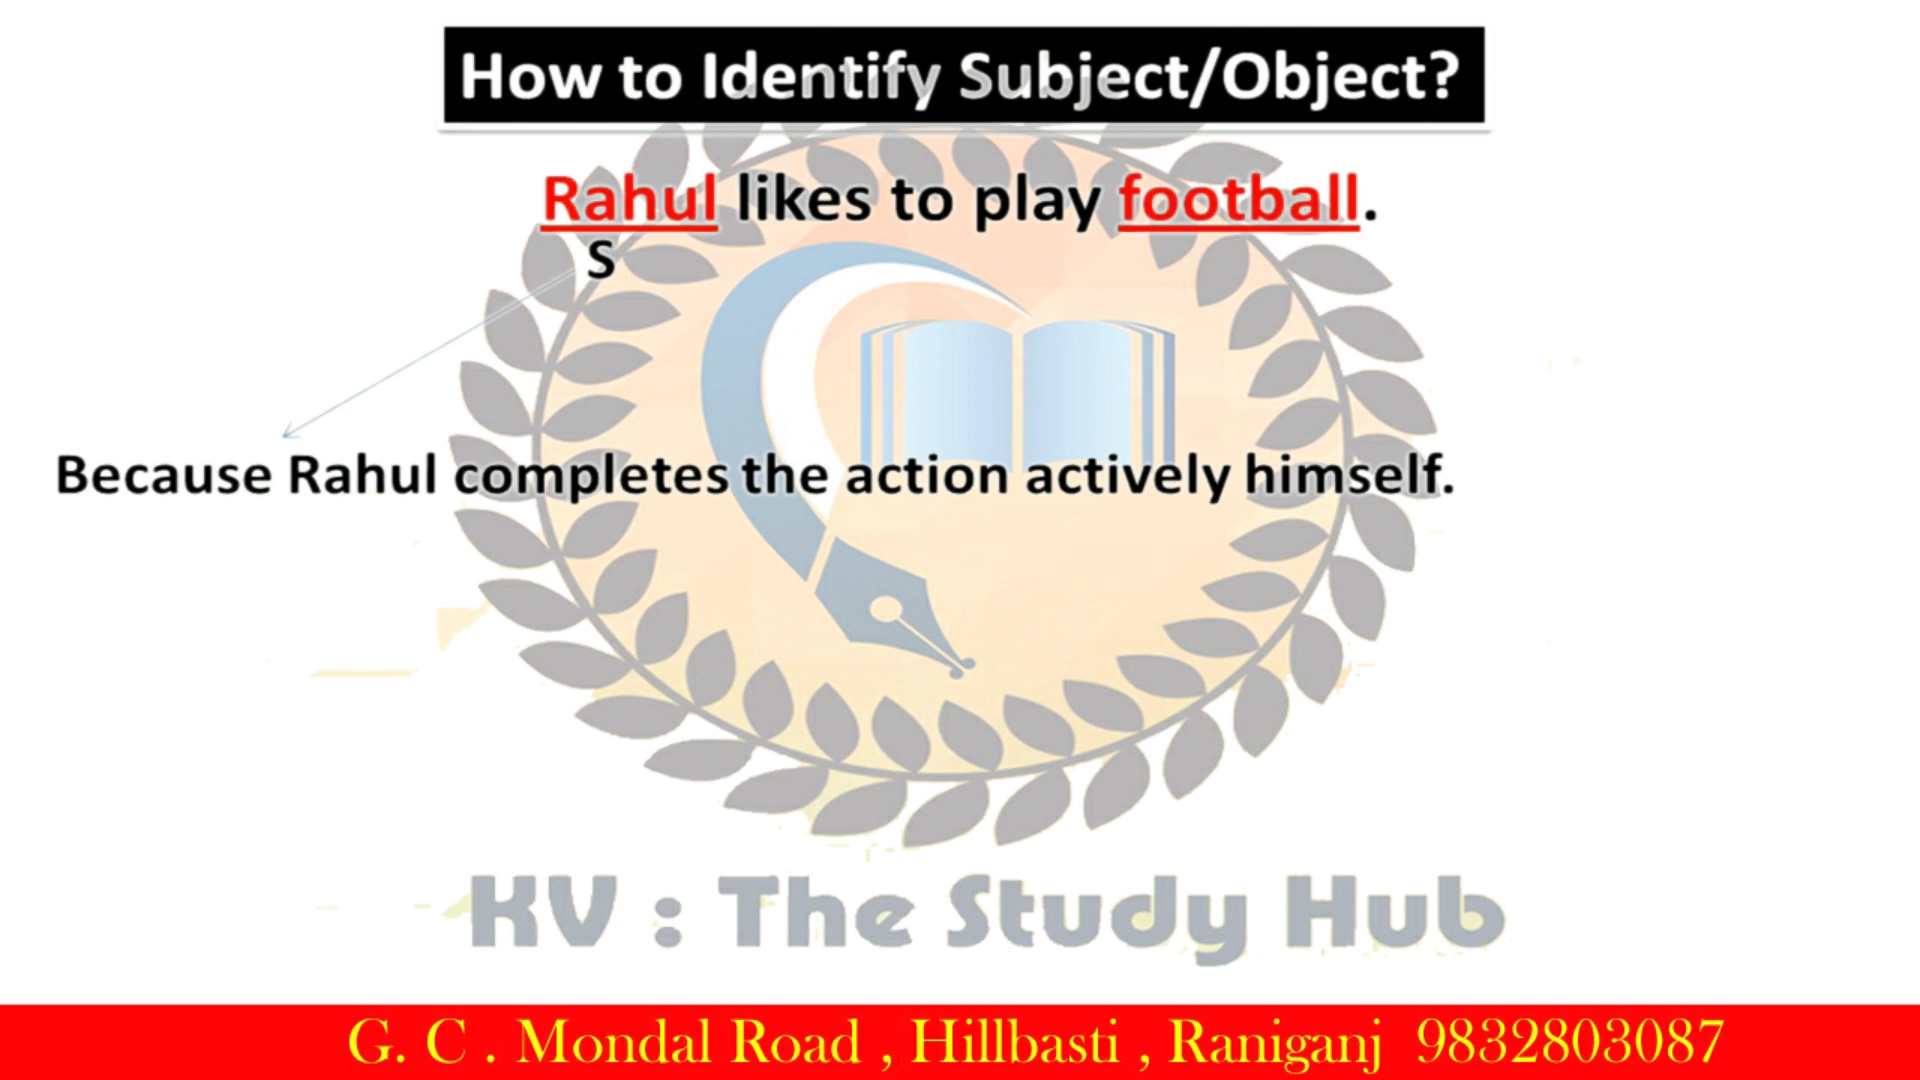 How to Identify Subject/Object?
Rahul likes to play football.
S
Because Rahul completes the action actively himself.
KV : The Study Hub
G. C . Mondal Road , Hillbasti , Raniganj 9832803087